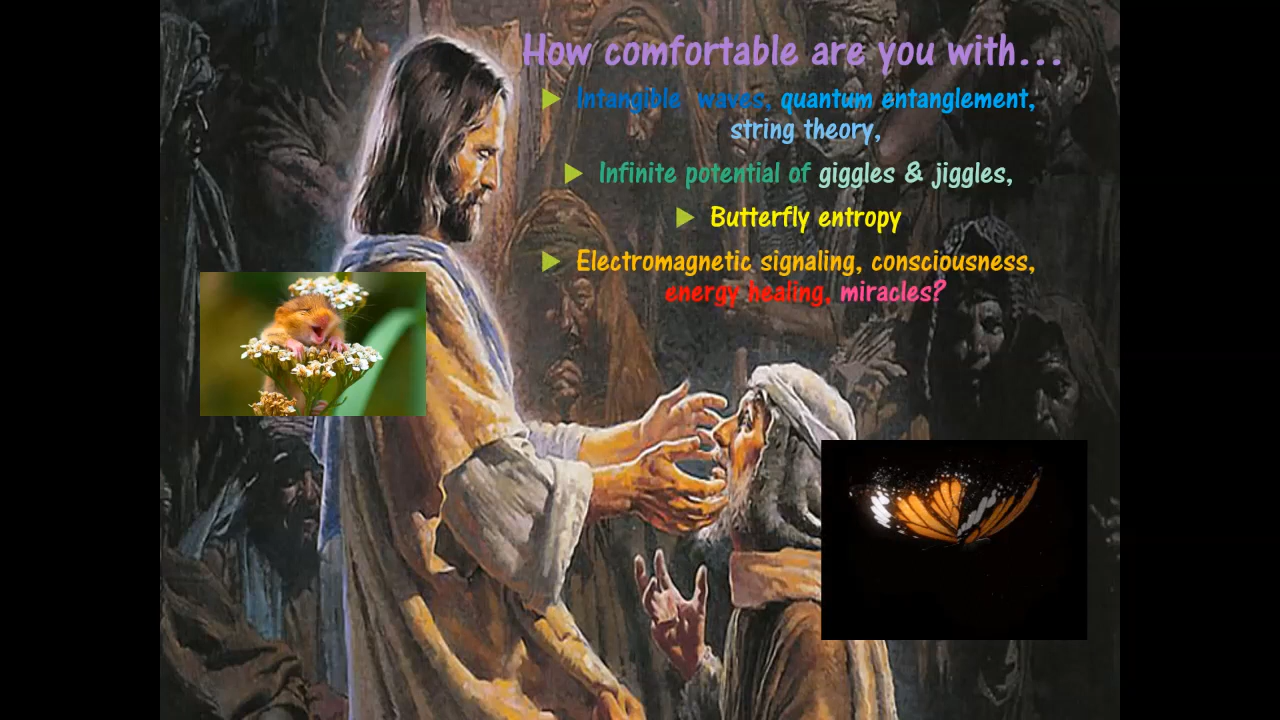 How comfortable are you with...
Intangible waves, quantum entanglement,
string theory,
Infinite potential of giggles & jiggles,
Butterfly entropy
Electromagnetic signaling, consciousness,
energy healing, miracles?